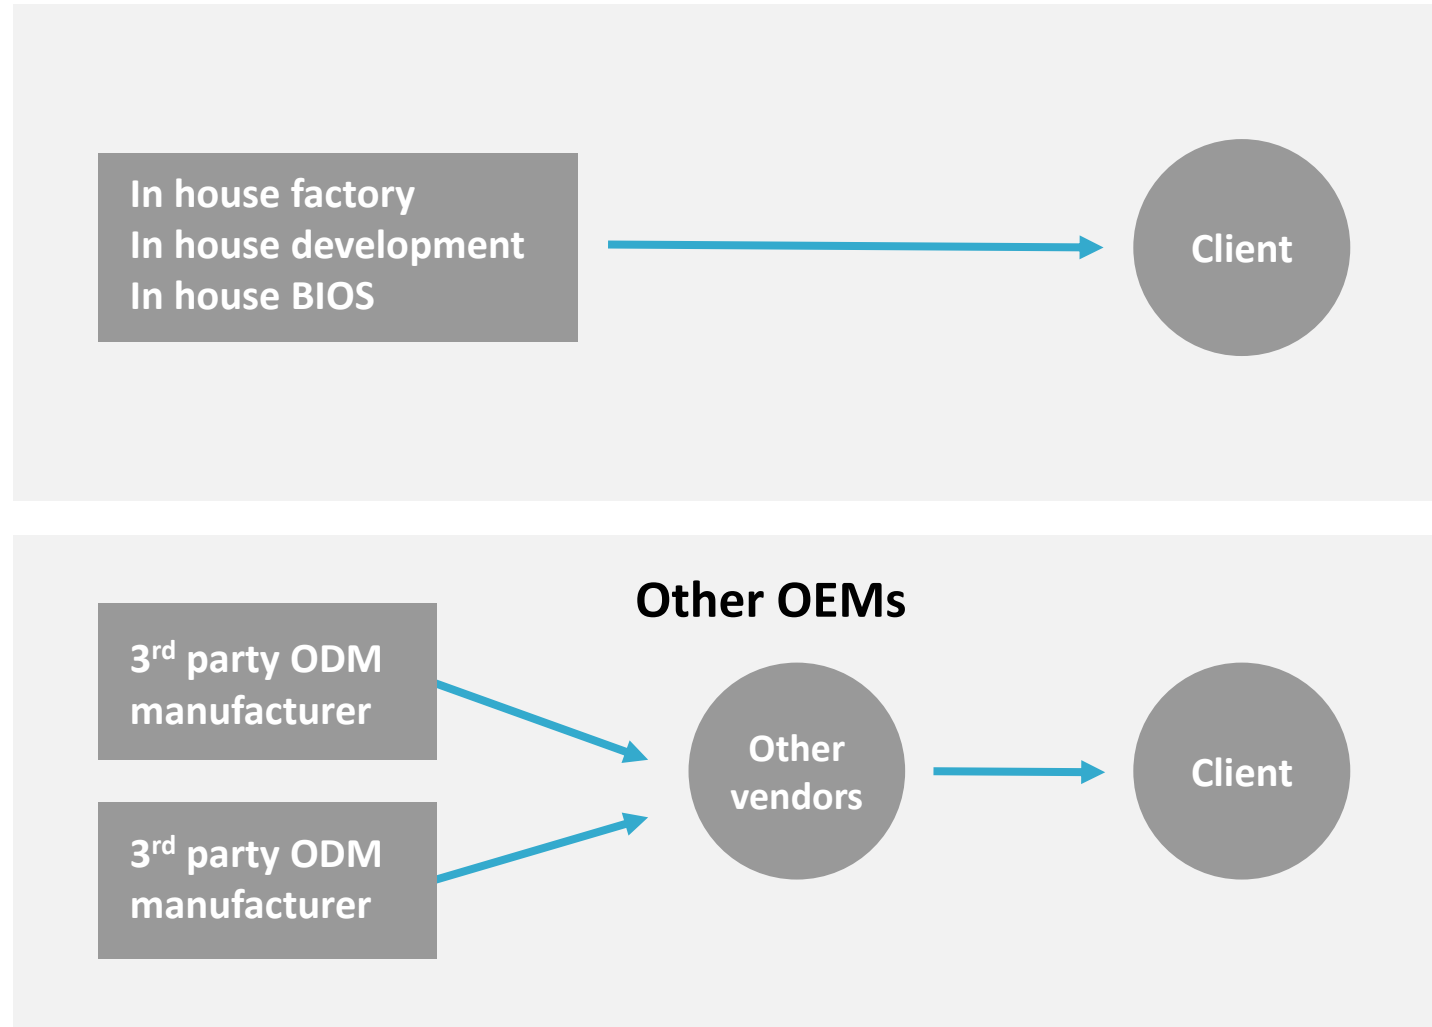 In house factory
In house development
In house BIOS
Client
Other OEMs
3rd party ODM
manufacturer
3rd party ODM
manufacturer
Other
vendors
Client